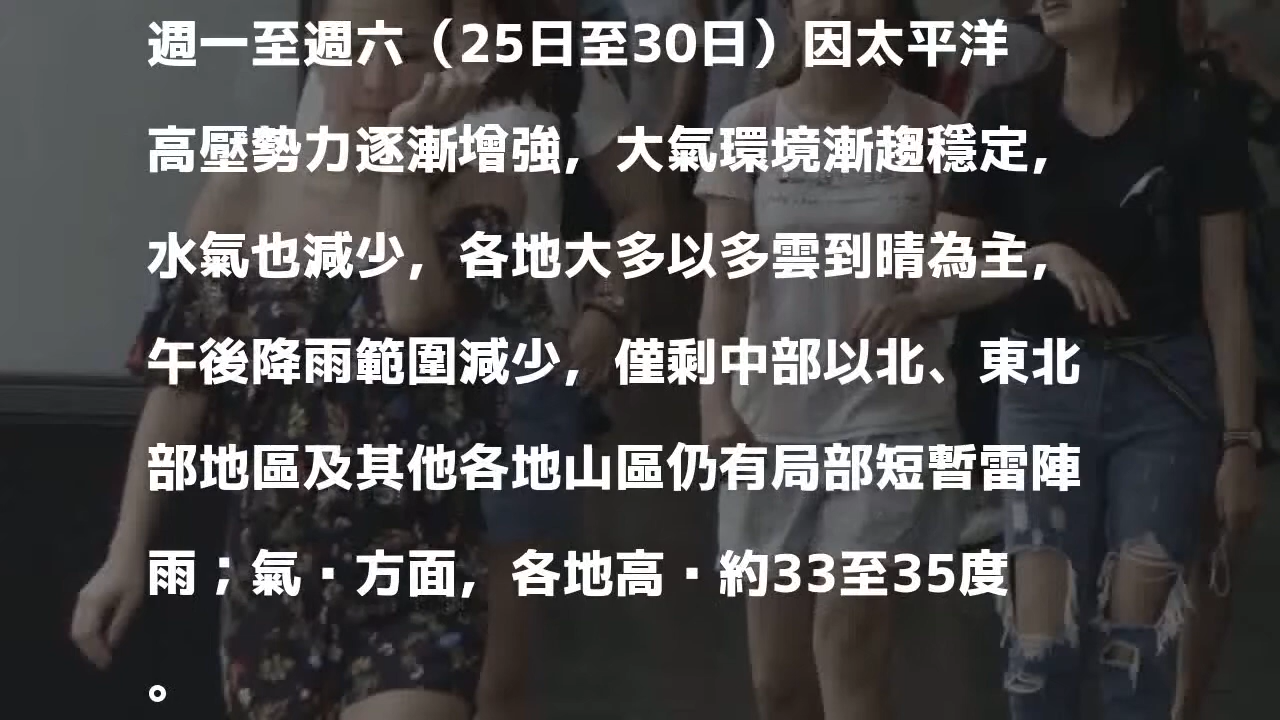 週一至週六（25日至30日）因太平洋
高壓勢力逐漸增強，大氣環境漸趨穩定，
水氣也減少，各地大多以多雲到晴為主，
午後降雨範圍減少，僅剩中部以北、東北
部地區及其他各地山區仍有局部短暫雷陣
雨；氣▪方面，各地高▪約33至35度
。